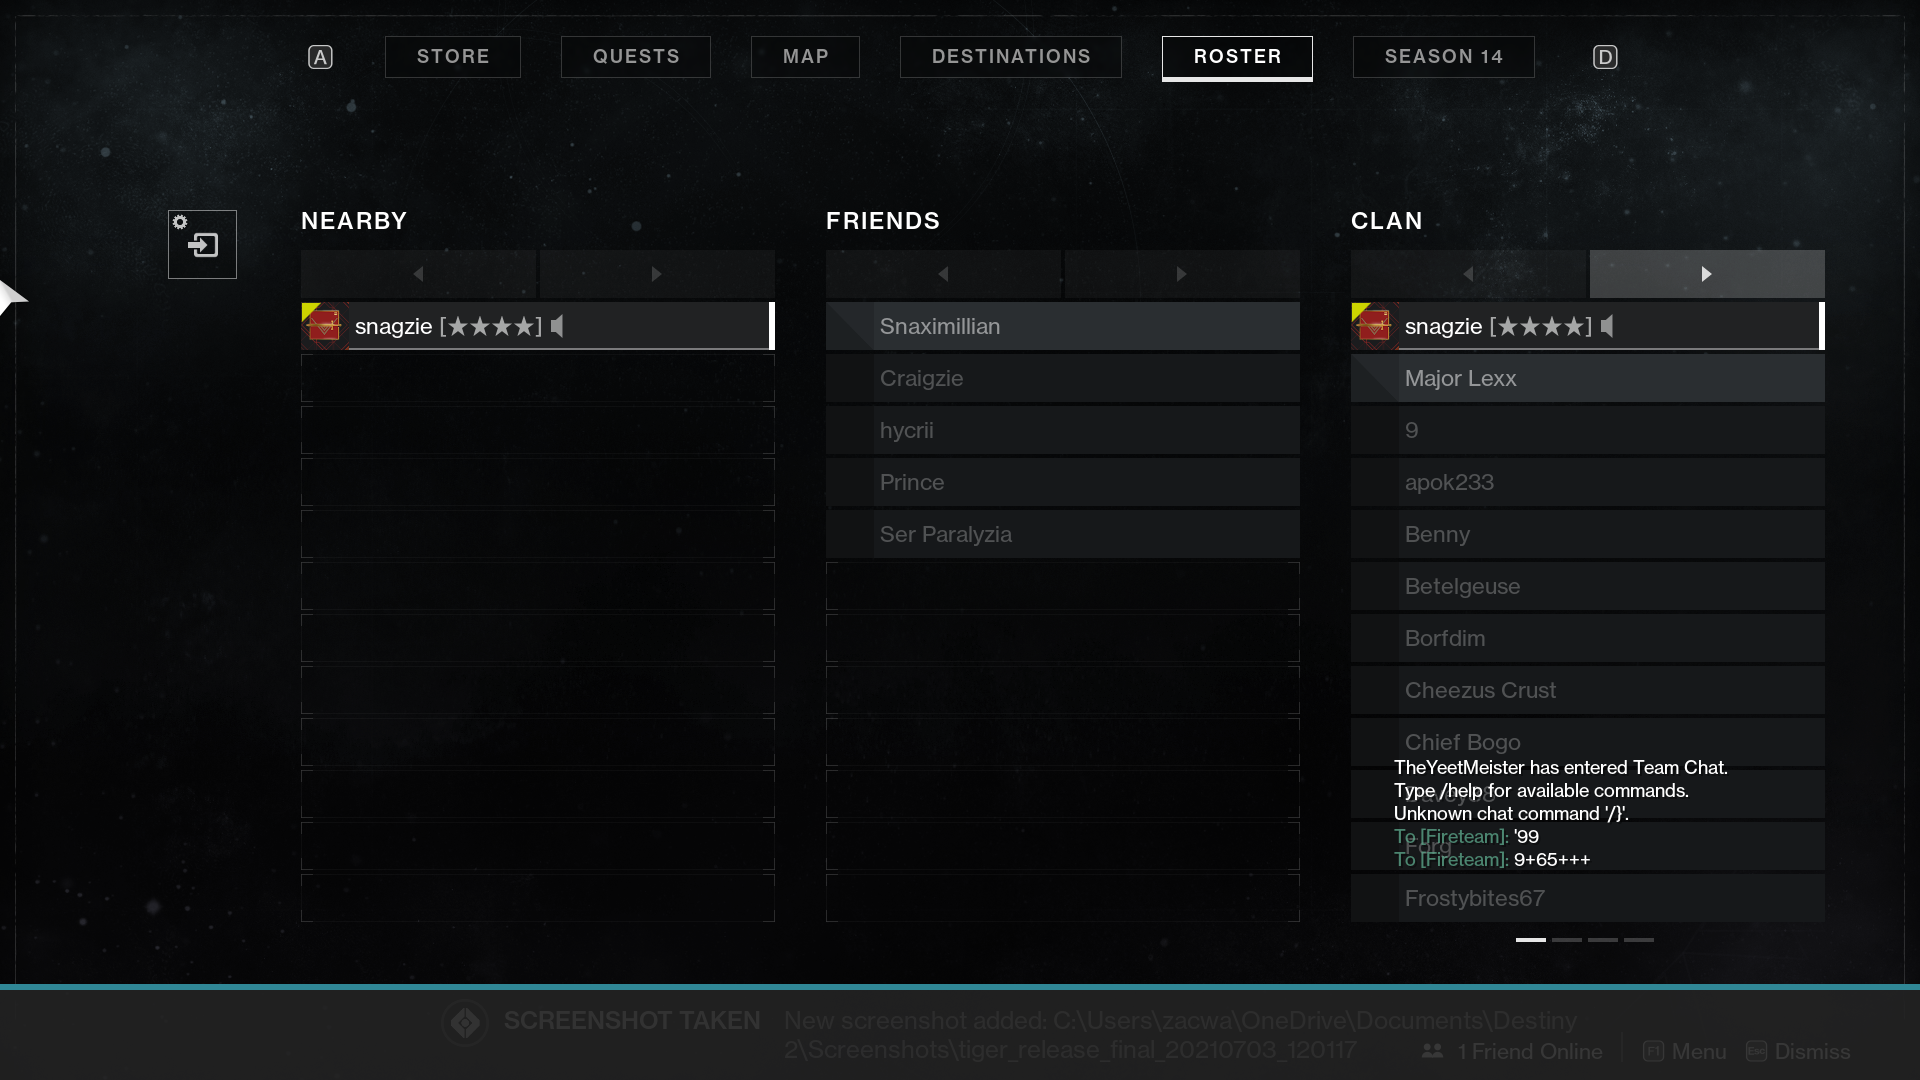 A STORE QUESTS MAP DESTINATIONS ROSTER SEASON 14 D
NEARBY
snagzie [★★★★]
FRIENDS
Snaximillian
Craigzie
hycrii
Prince
Ser Paralyzia
CLAN
snagzie [★★★★]
Major Lexx
9
apok233
Benny
Betelgeuse
Borfdim
Cheezus Crust
Chief Bogo
TheYeetMeister has entered Team Chat.
Type /help for available commands.
Unknown chat command '/}'.
To [Fireteam]: '99
Forg
To [Fireteam]: 9+65+++
Frostybites67
SCREENSHOT TAKEN
New screenshot added: C:\Users\zacwa\OneDrive\Documents\Destiny
2\Screenshots\tiger_release_final_20210703_120117
1 Friend Online F1 Menu Esc Dismiss